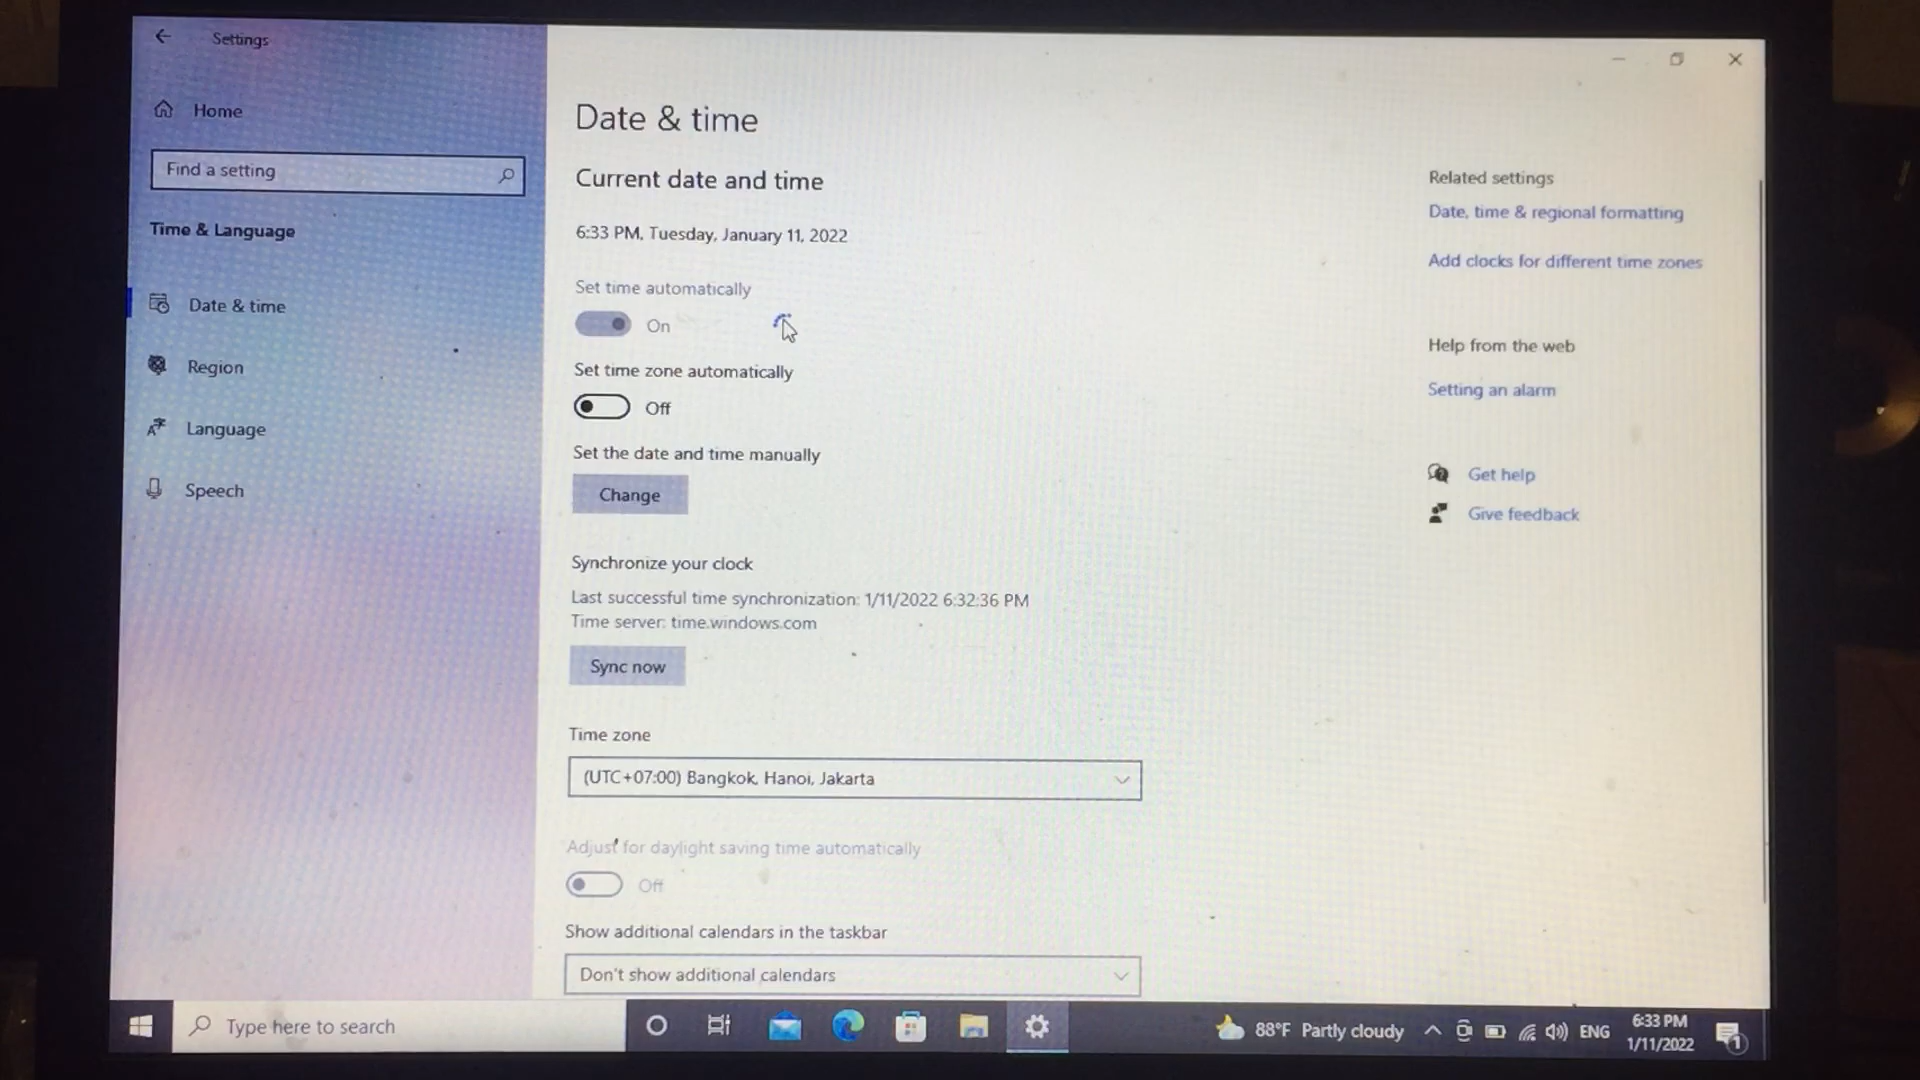 Settings
Home
Find a setting
Time & Language
Date & time
Region
Language
Speech
Date & time
Current date and time
6:33 PM, Tuesday, January 11, 2022
Set time automatically
On
Set time zone automatically
Off
Set the date and time manually
Change
Synchronize your clock
Last successful time synchronization: 1/11/2022 6:32:36 PM
Time server: time.windows.com
Sync now
Time zone
(UTC+07:00) Bangkok, Hanoi, Jakarta
Adjust for daylight saving time automatically
Off
Show additional calendars in the taskbar
Don't show additional calendars
Related settings
Date, time & regional formatting
Add clocks for different time zones
Help from the web
Setting an alarm
Get help
Give feedback
Type here to search
88°F Partly cloudy
ENG
6:33 PM
1/11/2022
1